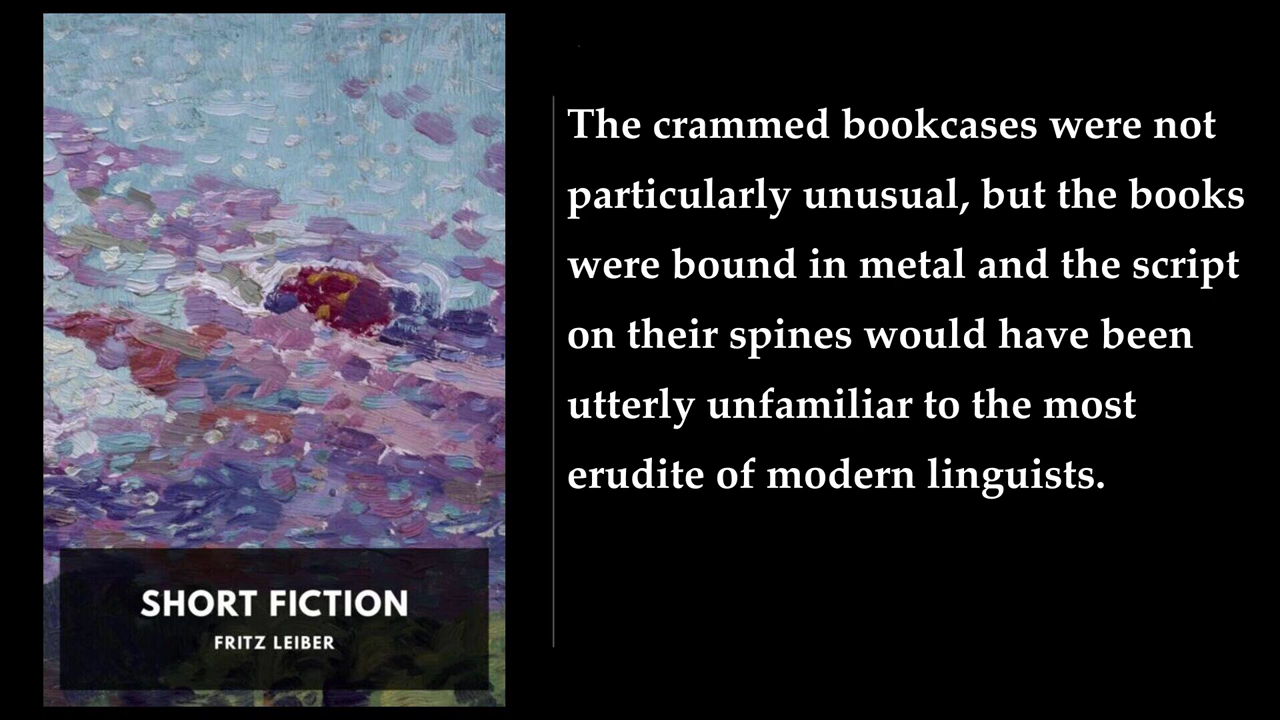 The crammed bookcases were not
particularly unusual, but the books
were bound in metal and the script
on their spines would have been
utterly unfamiliar to the most
erudite of modern linguists.
SHORT FICTION
FRITZ LEIBER